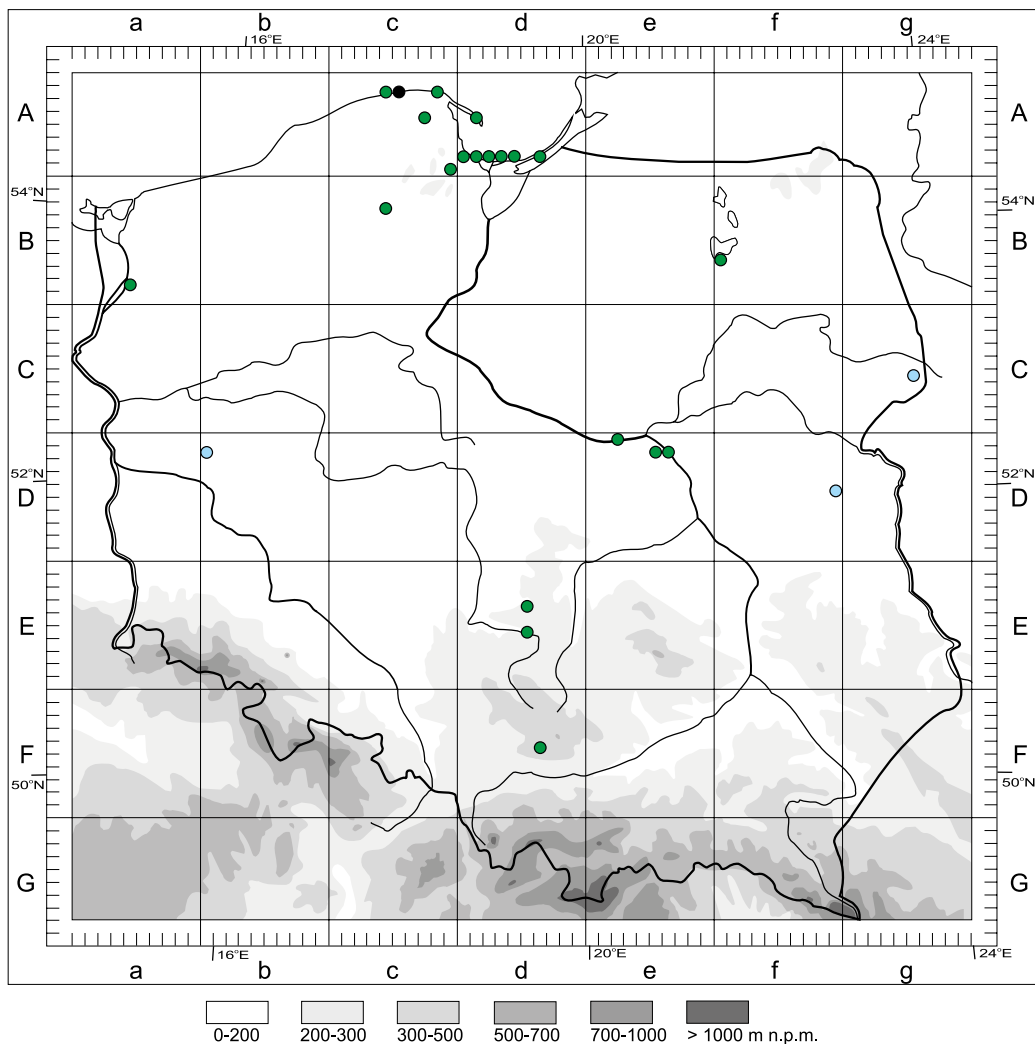 a b c d e f g
16°E 20°E 24°E
A A
54°N 54°N
B B
C C
52°N 52°N
D D
E E
F F
50°N 50°N
G G
16°E 20°E 24°E
a b c d e f g
0-200 200-300 300-500 500-700 700-1000 > 1000 m n.p.m.